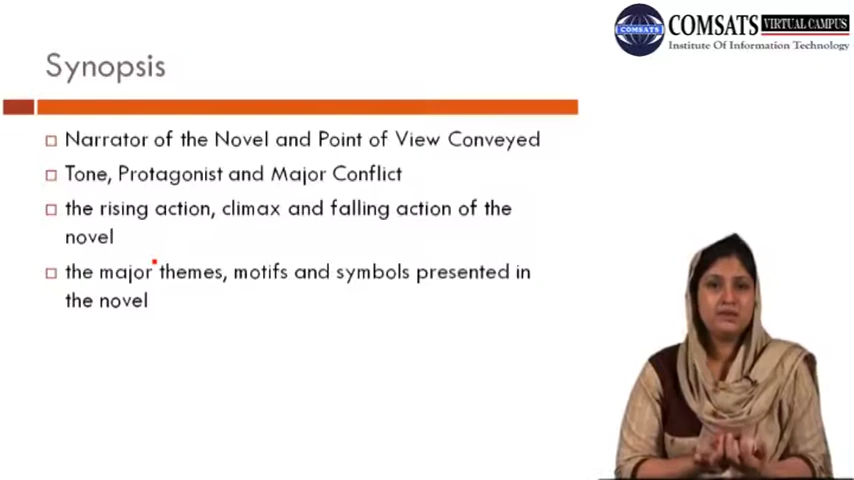 COMSATS VIRTUAL CAMPUS
COMSATS
Institute Of Information Technology
Synopsis
Narrator of the Novel and Point of View Conveyed
Tone, Protagonist and Major Conflict
the rising action, climax and falling action of the
novel
the major themes, motifs and symbols presented in
the novel